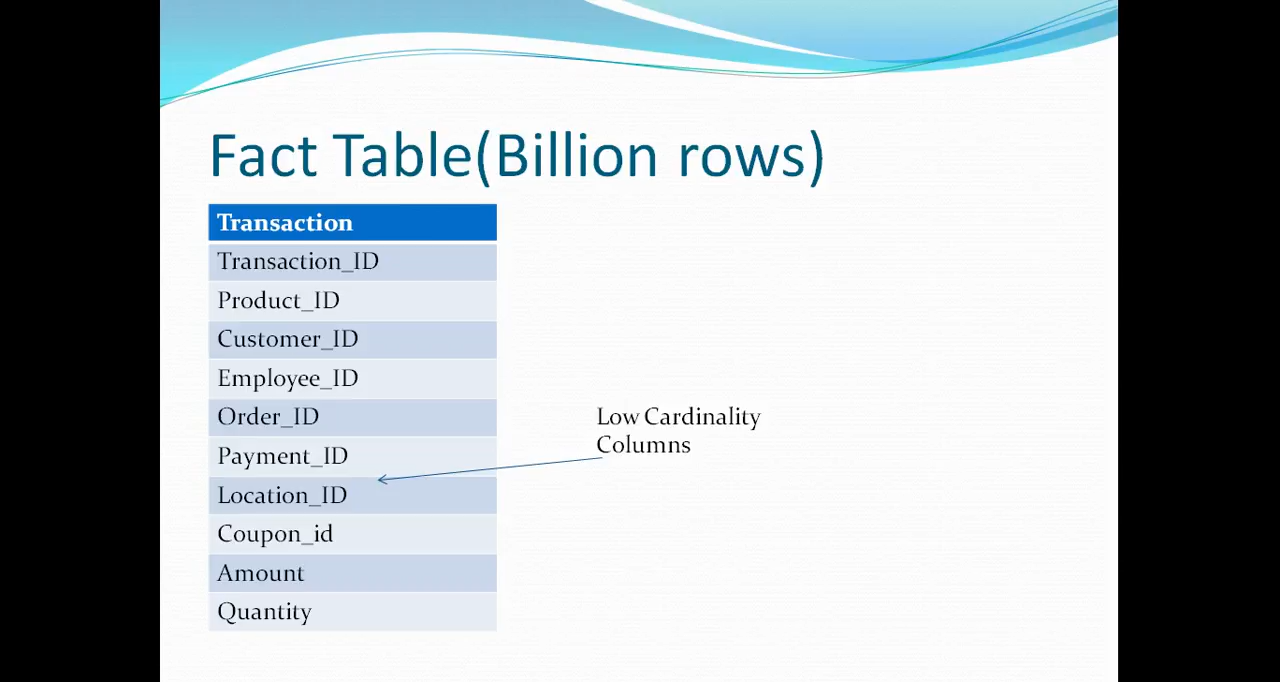 Fact Table(Billion rows)
Transaction
Transaction_ID
Product_ID
Customer_ID
Employee_ID
Order_ID
Payment_ID
Location_ID
Coupon_id
Amount
Quantity
Low Cardinality
Columns